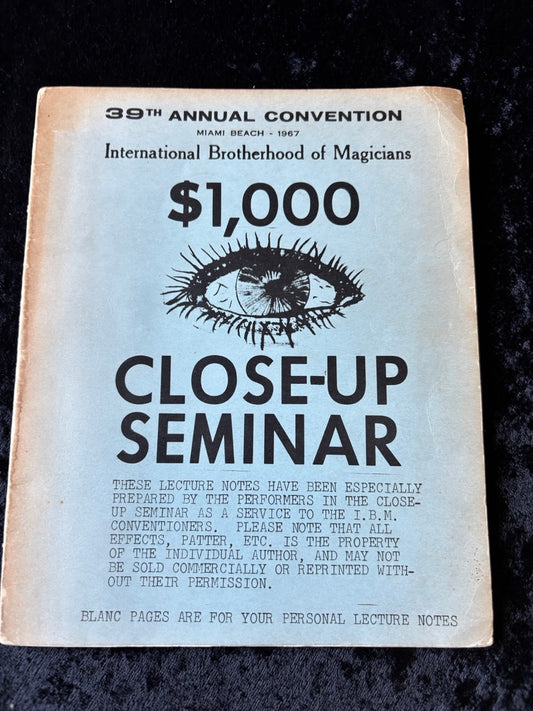 39TH ANNUAL CONVENTION
MIAMI BEACH - 1967
International Brotherhood of Magicians
$1,000
CLOSE-UP
SEMINAR
THESE LECTURE NOTES HAVE BEEN ESPECIALLY
PREPARED BY THE PERFORMERS IN THE CLOSE-
UP SEMINAR AS A SERVICE TO THE I.B.M.
CONVENTIONERS. PLEASE NOTE THAT ALL
EFFECTS, PATTER, ETC. IS THE PROPERTY
OF THE INDIVIDUAL AUTHOR, AND MAY NOT
BE SOLD COMMERCIALLY OR REPRINTED WITH-
OUT THEIR PERMISSION.
BLANC PAGES ARE FOR YOUR PERSONAL LECTURE NOTES